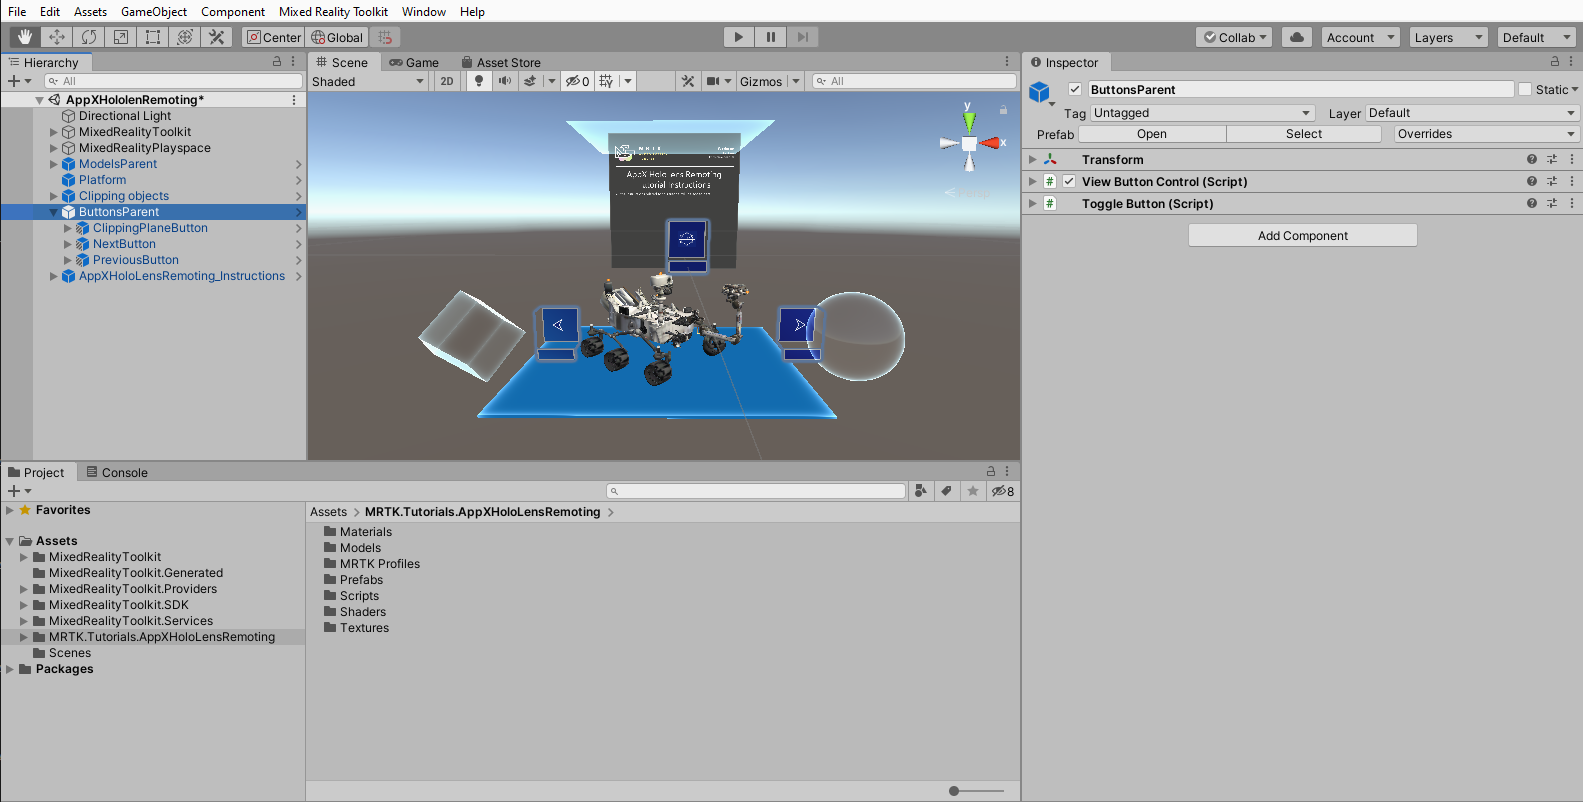 File Edit Assets GameObject Component Mixed Reality Toolkit Window Help
Center Global Collab Account Layers Default
Hierarchy
All
AppXHololenRemoting*
Directional Light
MixedRealityToolkit
MixedRealityPlayspace
ModelsParent
Platform
Clipping objects
ButtonsParent
ClippingPlaneButton
NextButton
PreviousButton
AppXHoloLensRemoting_Instructions
Scene Game Asset Store
Shaded 2D 0 Gizmos All
y
x
AppX HoloLens Remoting
utorial Instructions
Inspector
ButtonsParent Static
Tag Untagged Layer Default
Prefab Open Select Overrides
Transform
# View Button Control (Script)
# Toggle Button (Script)
Add Component
Project Console
8
Favorites
Assets
MixedRealityToolkit
MixedRealityToolkit.Generated
MixedRealityToolkit.Providers
MixedRealityToolkit.SDK
MixedRealityToolkit.Services
MRTK.Tutorials.AppXHoloLensRemoting
Scenes
Packages
Assets > MRTK.Tutorials.AppXHoloLensRemoting >
Materials
Models
MRTK Profiles
Prefabs
Scripts
Shaders
Textures